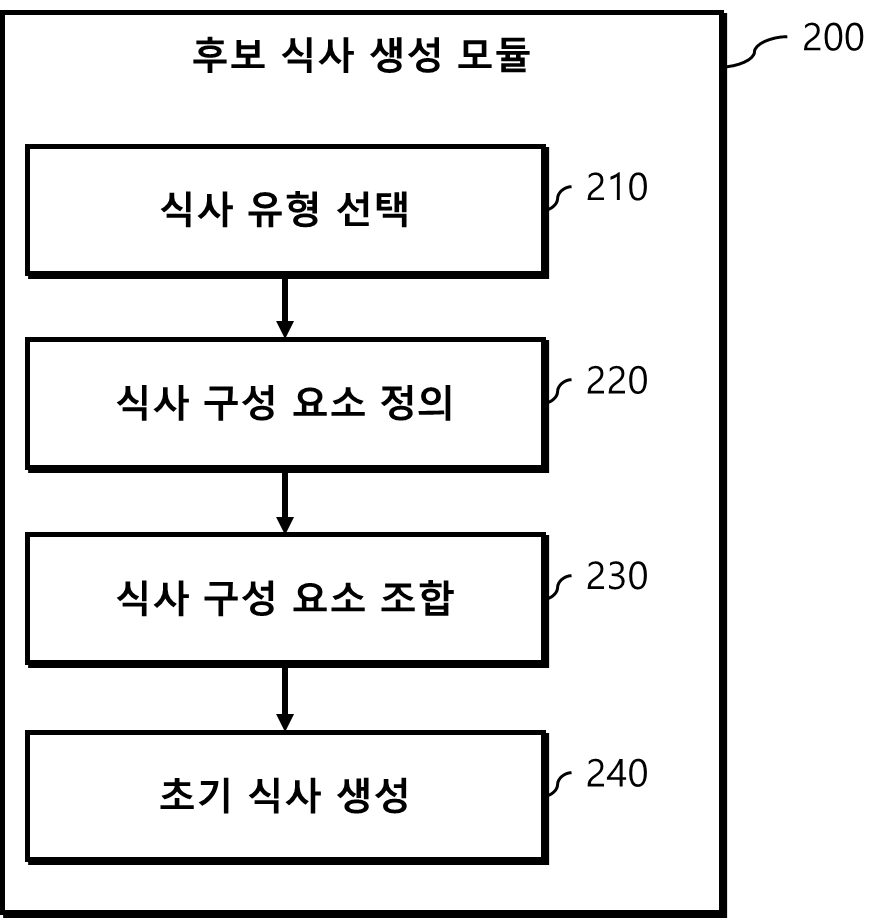 후보 식사 생성 모듈
200
식사 유형 선택
210
식사 구성 요소 정의
220
식사 구성 요소 조합
230
초기 식사 생성
240